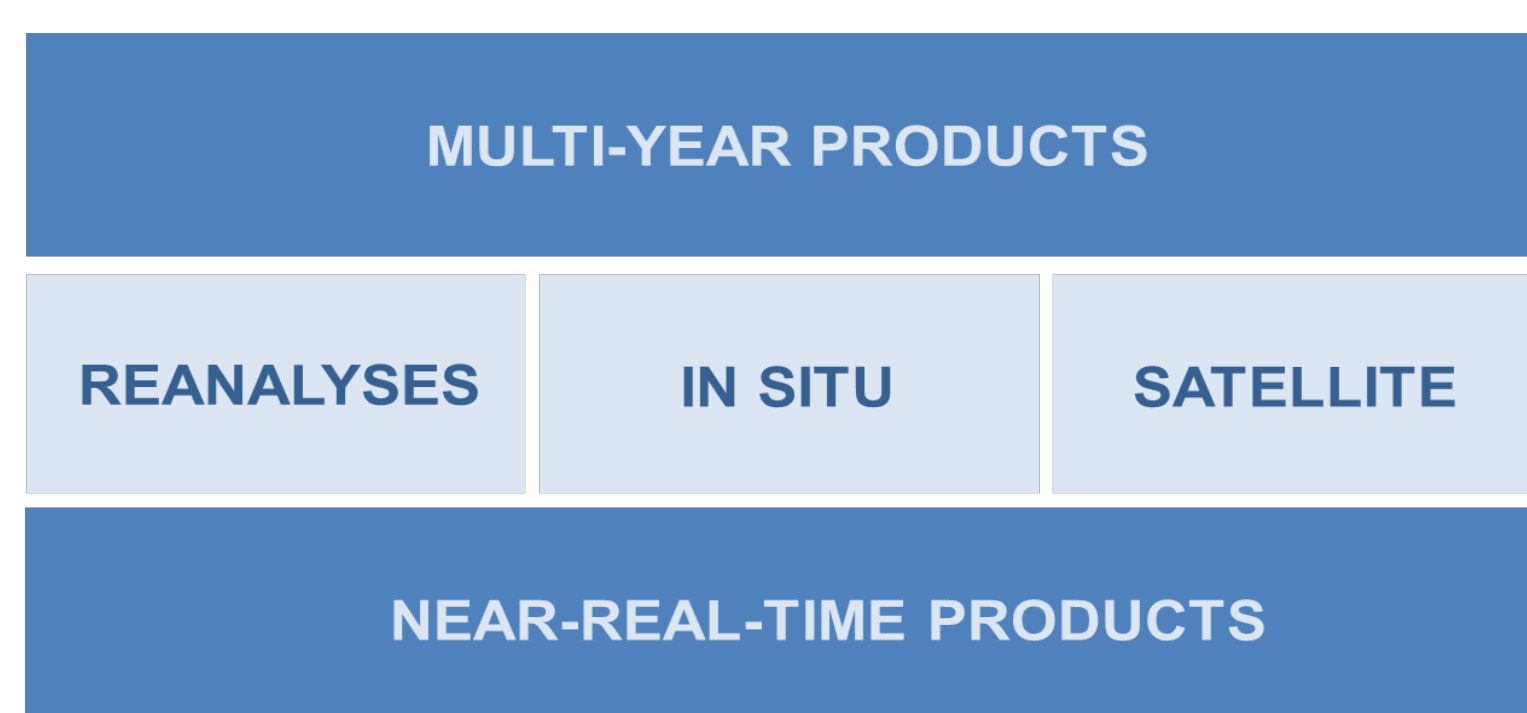 MULTI-YEAR PRODUCTS
REANALYSES
IN SITU
SATELLITE
NEAR-REAL-TIME PRODUCTS